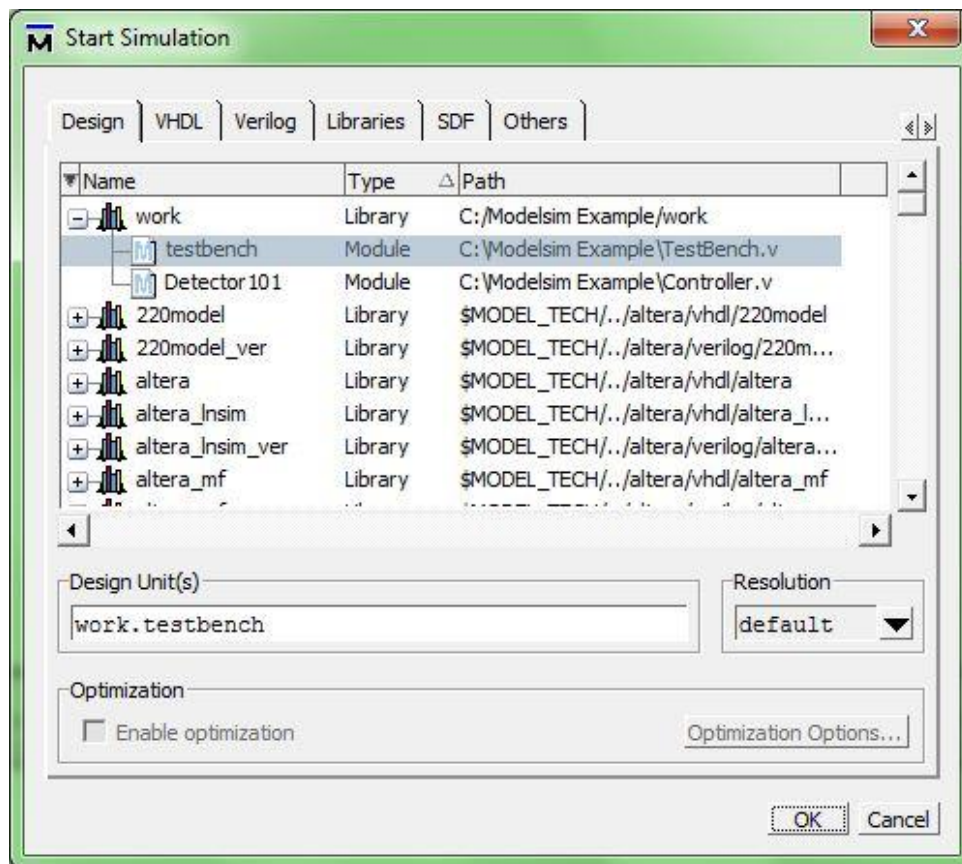 Start Simulation
Design VHDL Verilog Libraries SDF Others
Name Type Path
work Library C:/Modelsim Example/work
testbench Module C:\Modelsim Example\TestBench.v
Detector101 Module C:\Modelsim Example\Controller.v
220model Library $MODEL_TECH/../altera/vhdl/220model
220model_ver Library $MODEL_TECH/../altera/verilog/220m...
altera Library $MODEL_TECH/../altera/vhdl/altera
altera_lnsim Library $MODEL_TECH/../altera/vhdl/altera_l...
altera_lnsim_ver Library $MODEL_TECH/../altera/verilog/altera...
altera_mf Library $MODEL_TECH/../altera/vhdl/altera_mf
Design Unit(s) Resolution
work.testbench default
Optimization
Enable optimization Optimization Options...
OK Cancel